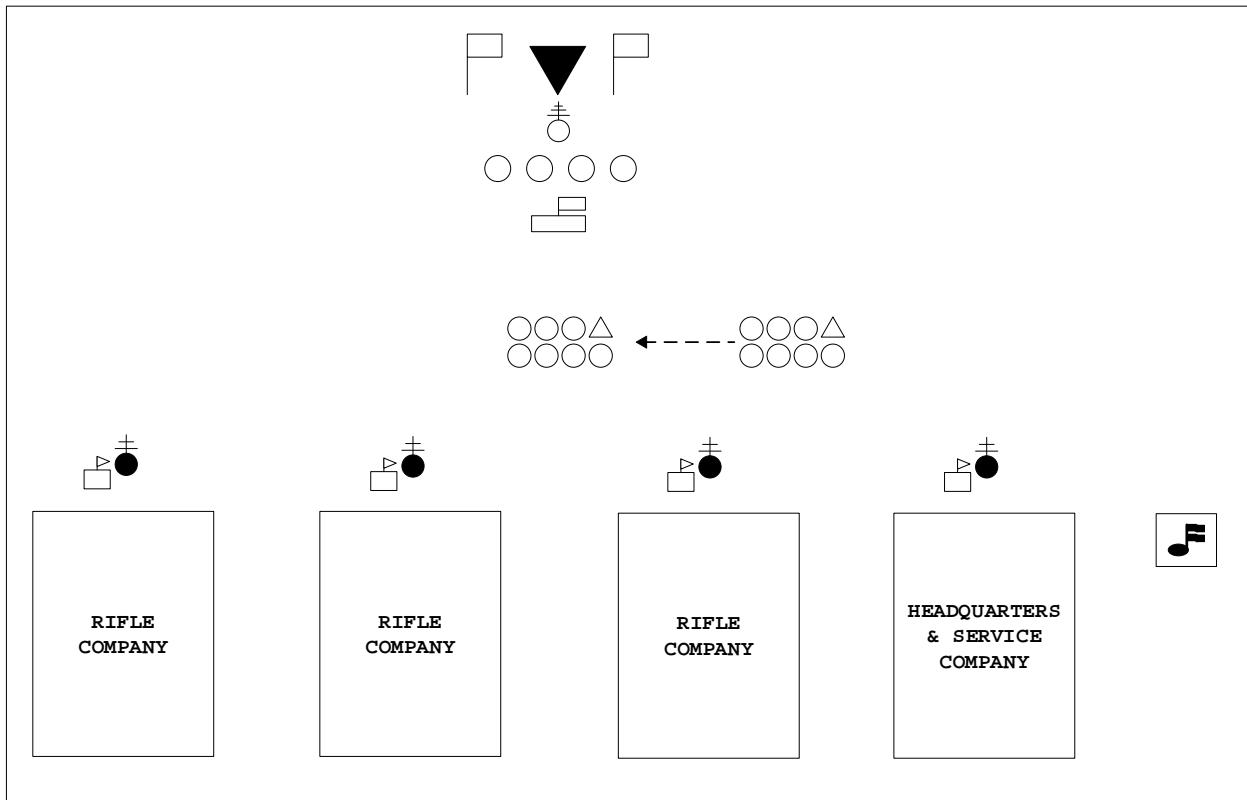 RIFLE
COMPANY
RIFLE
COMPANY
RIFLE
COMPANY
HEADQUARTERS
& SERVICE
COMPANY